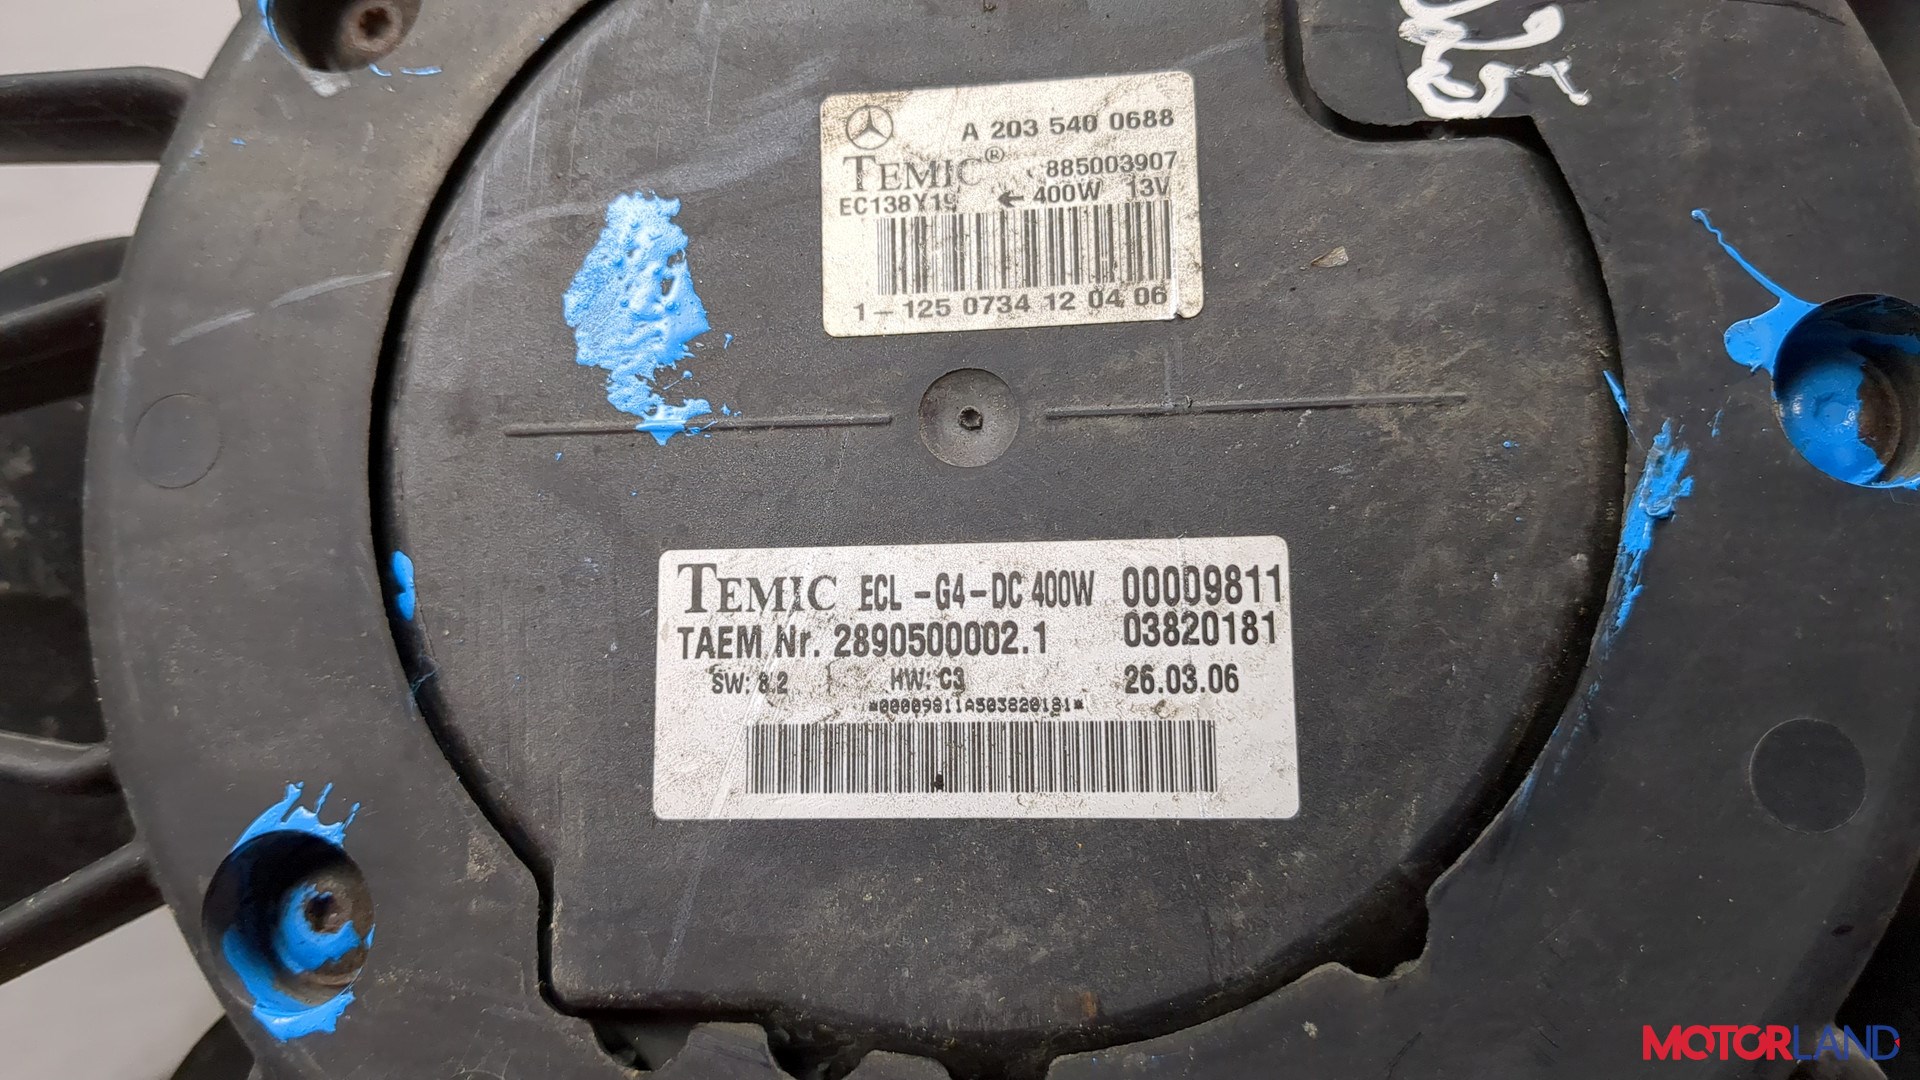 A 203 540 0688
TEMIC® 885003907
EC138Y19 ← 400W 13V
1-125 0734 12 04 06
TEMIC ECL -G4-DC 400W 00009811
TAEM Nr. 2890500002.1 03820181
SW: 8.2 HW: C3 26.03.06
*00009811A503820181*
MOTORLAND